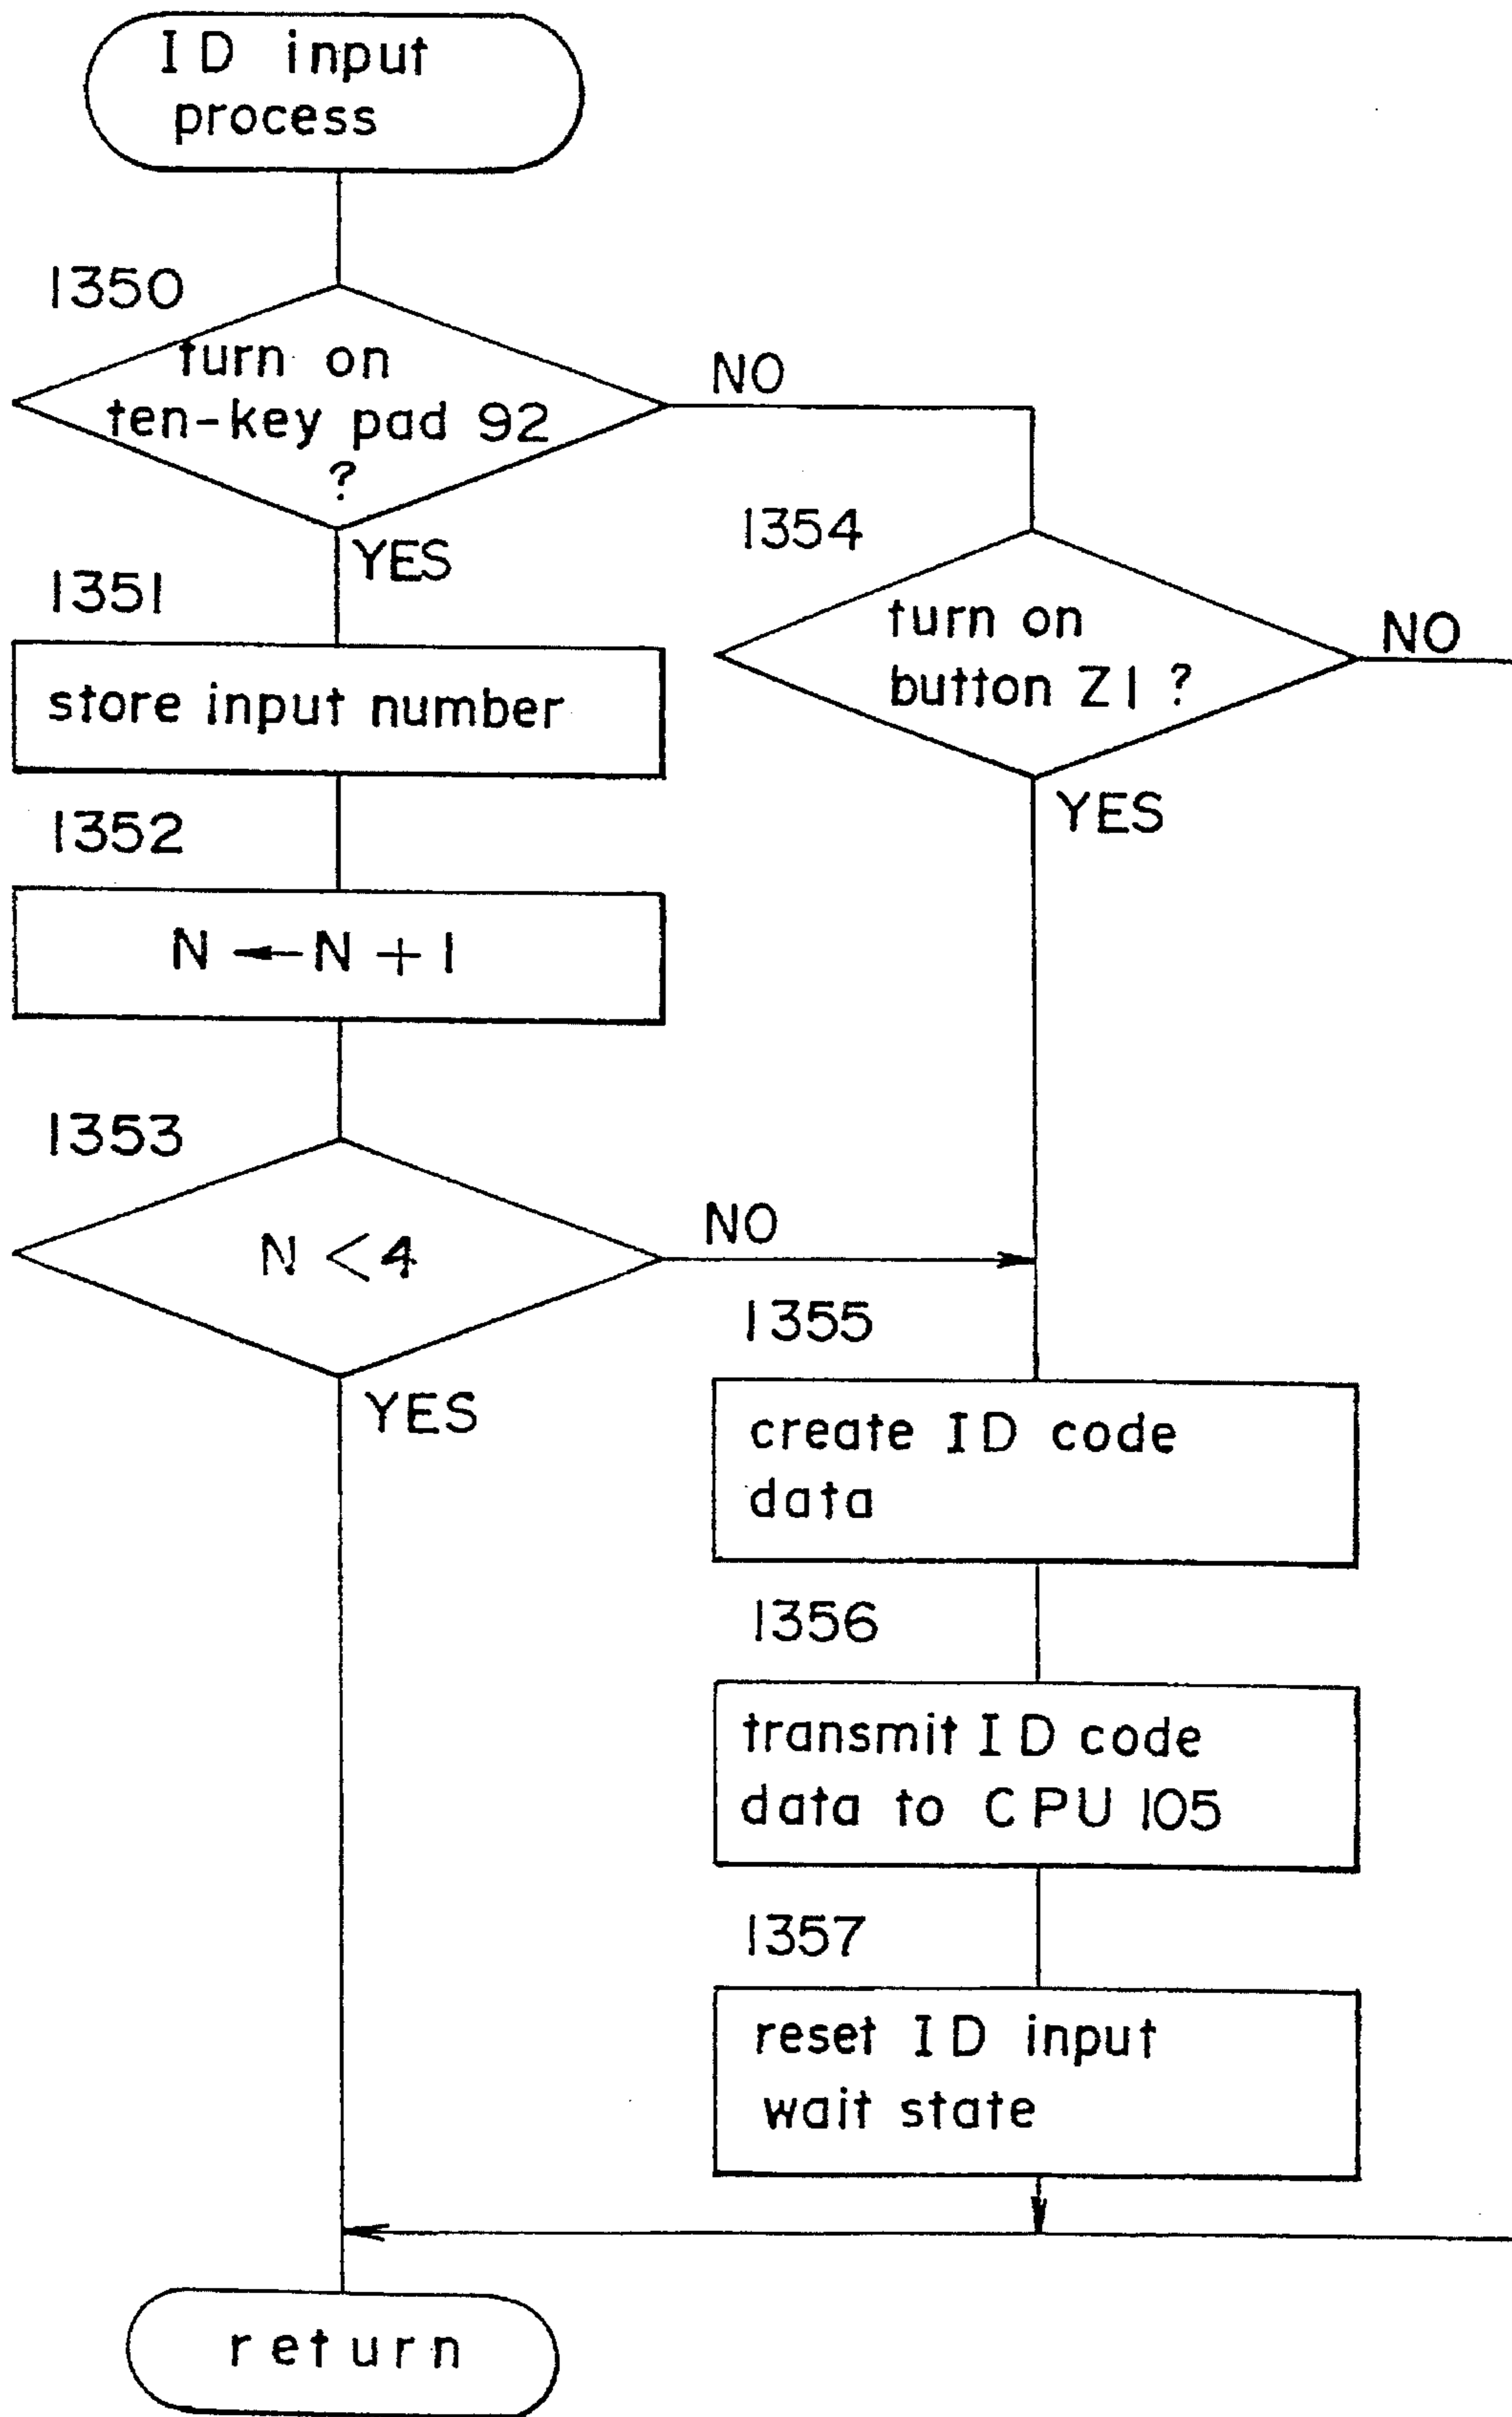 ID input
process
1350
turn on
ten-key pad 92
?
NO
YES
1351
store input number
1352
N ← N + 1
1353
N < 4
NO
YES
1354
turn on
button Z1 ?
NO
YES
1355
create ID code
data
1356
transmit ID code
data to CPU 105
1357
reset ID input
wait state
return